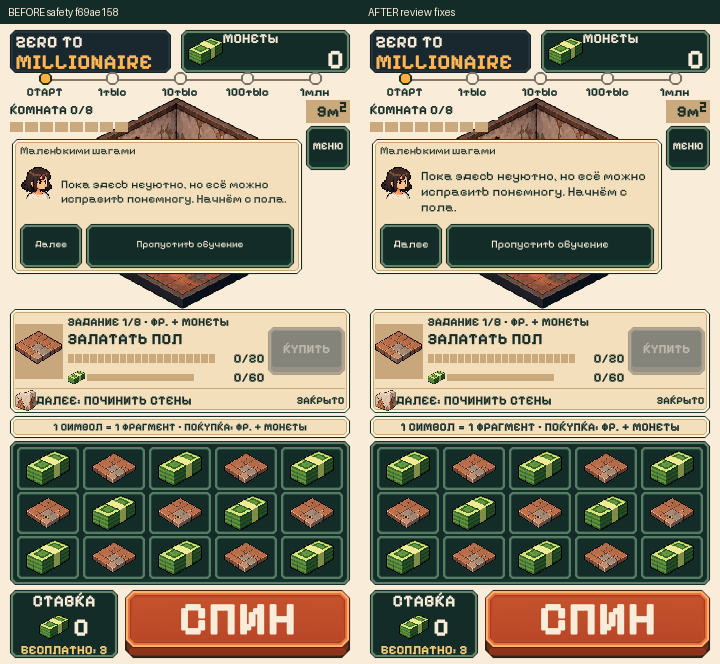 BEFORE safety f69ae158
ZERO TO
MILLIONAIRE
МОНЕТЫ
0
СТАРТ
1тыс
10тыс
100тыс
1млн
КОМНАТА 0/8
9м²
Маленькими шагами
МЕНЮ
Пока здесь неуютно, но всё можно
исправить понемногу. Начнём с пола.
Далее
Пропустить обучение
ЗАДАНИЕ 1/8 · ФР. + МОНЕТЫ
ЗАЛАТАТЬ ПОЛ
КУПИТЬ
0/20
0/60
ДАЛЕЕ: ПОЧИНИТЬ СТЕНЫ
ЗАКРЫТО
1 СИМВОЛ = 1 ФРАГМЕНТ · ПОКУПКА: ФР. + МОНЕТЫ
СТАВКА
0
БЕСПЛАТНО: 3
СПИН
AFTER review fixes
ZERO TO
MILLIONAIRE
МОНЕТЫ
0
СТАРТ
1тыс
10тыс
100тыс
1млн
КОМНАТА 0/8
9м²
Маленькими шагами
МЕНЮ
Пока здесь неуютно, но всё можно
исправить понемногу. Начнём с
пола.
Далее
Пропустить обучение
ЗАДАНИЕ 1/8 · ФР. + МОНЕТЫ
ЗАЛАТАТЬ ПОЛ
КУПИТЬ
0/20
0/60
ДАЛЕЕ: ПОЧИНИТЬ СТЕНЫ
ЗАКРЫТО
1 СИМВОЛ = 1 ФРАГМЕНТ · ПОКУПКА: ФР. + МОНЕТЫ
СТАВКА
0
БЕСПЛАТНО: 3
СПИН